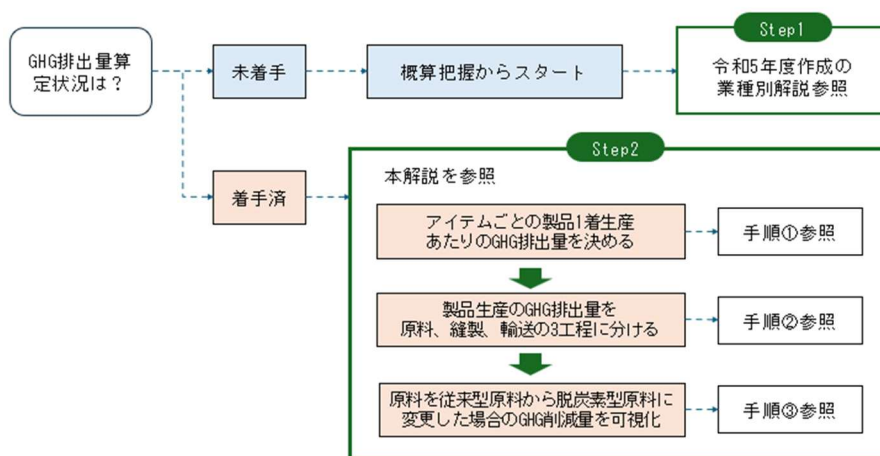 GHG排出量算
定状況は？
未着手
概算把握からスタート
Step1
令和5年度作成の
業種別解説参照
着手済
Step2
本解説を参照
アイテムごとの製品1着生産
あたりのGHG排出量を決める
手順①参照
製品生産のGHG排出量を
原料、縫製、輸送の3工程に分ける
手順②参照
原料を従来型原料から脱炭素型原料に
変更した場合のGHG削減量を可視化
手順③参照